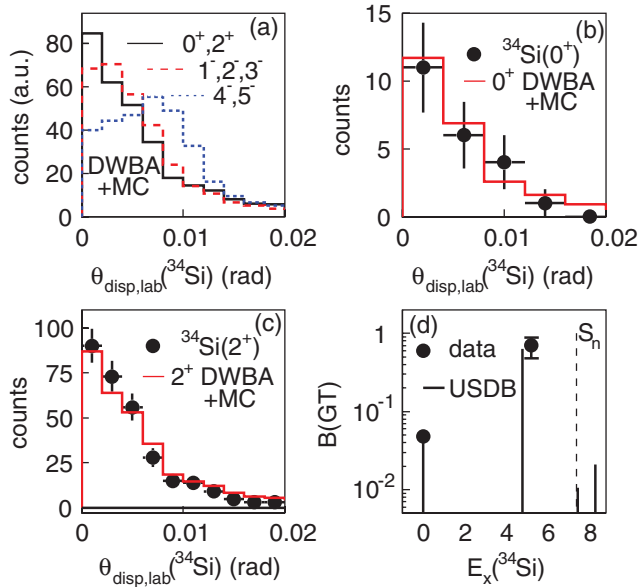 (a)
0⁺,2⁺
1⁻,2⁻,3⁻
4⁻,5⁻
DWBA
+MC
counts (a.u.)
80
60
40
20
0
0
0.01
0.02
θdisp,lab(³⁴Si) (rad)
(b)
³⁴Si(0⁺)
0⁺ DWBA
+MC
counts
15
10
5
0
0
0.01
0.02
θdisp,lab(³⁴Si) (rad)
(c)
³⁴Si(2⁺)
2⁺ DWBA
+MC
counts
100
75
50
25
0
0
0.01
0.02
θdisp,lab(³⁴Si) (rad)
(d)
Sn
data
USDB
B(GT)
1
10⁻¹
10⁻²
0
2
4
6
8
Ex(³⁴Si)